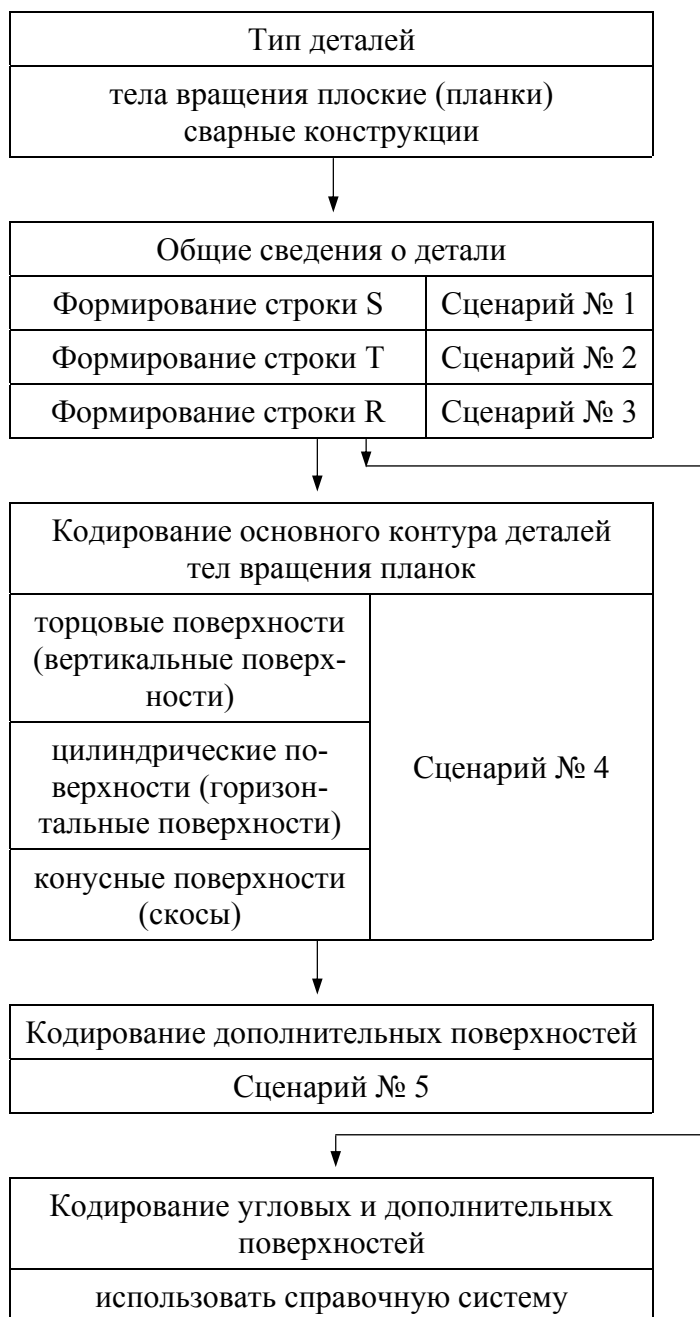 Тип деталей
тела вращения плоские (планки)
сварные конструкции
Общие сведения о детали
Формирование строки S
Сценарий № 1
Формирование строки T
Сценарий № 2
Формирование строки R
Сценарий № 3
Кодирование основного контура деталей
тел вращения планок
торцовые поверхности
(вертикальные поверх-
ности)
цилиндрические по-
верхности (горизон-
тальные поверхности)
Сценарий № 4
конусные поверхности
(скосы)
Кодирование дополнительных поверхностей
Сценарий № 5
Кодирование угловых и дополнительных
поверхностей
использовать справочную систему